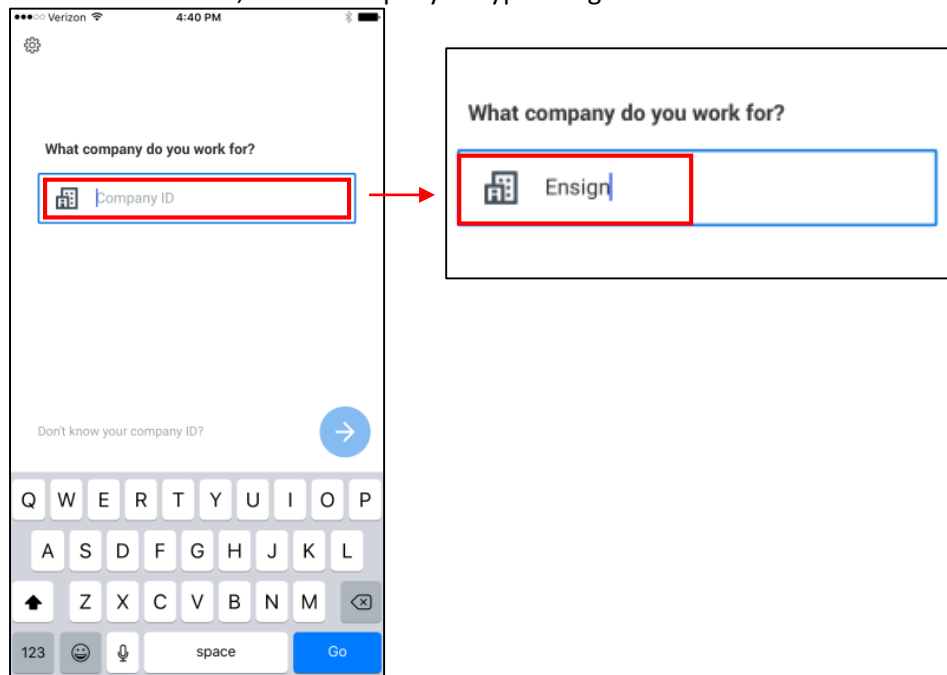 ●●●○○ Verizon 4:40 PM
What company do you work for?
Company ID
Don't know your company ID?
Q W E R T Y U I O P
A S D F G H J K L
Z X C V B N M
123 space Go
What company do you work for?
Ensign